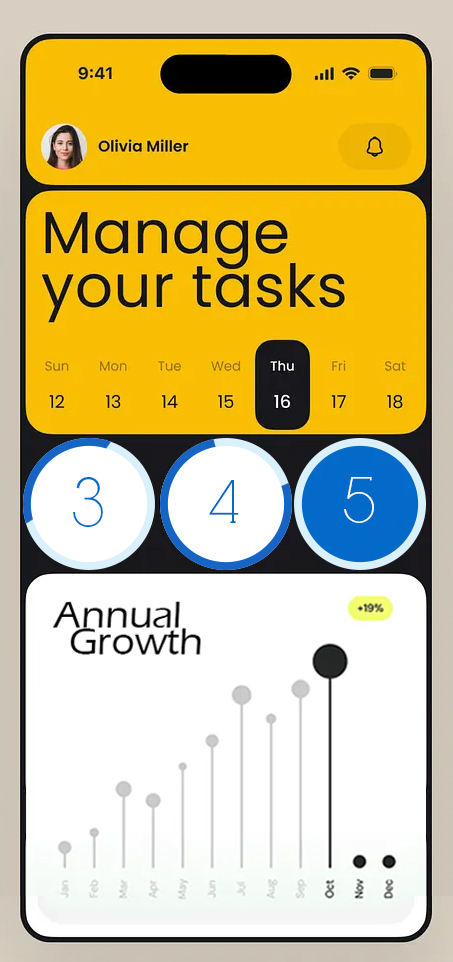 9:41
Olivia Miller
Manage
your tasks
Sun Mon Tue Wed Thu Fri Sat
12 13 14 15 16 17 18
3 4 5
Annual
Growth
+19%
Jan Feb Mar Apr May Jun Jul Aug Sep Oct Nov Dec